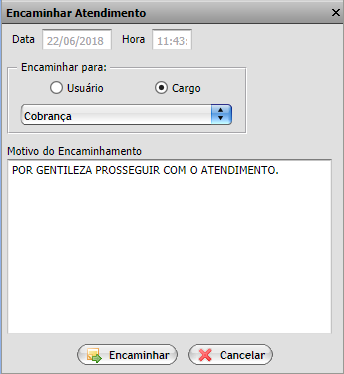 Encaminhar Atendimento
Data 22/06/2018 Hora 11:43:
Encaminhar para:
Usuário Cargo
Cobrança
Motivo do Encaminhamento
POR GENTILEZA PROSSEGUIR COM O ATENDIMENTO.
Encaminhar Cancelar